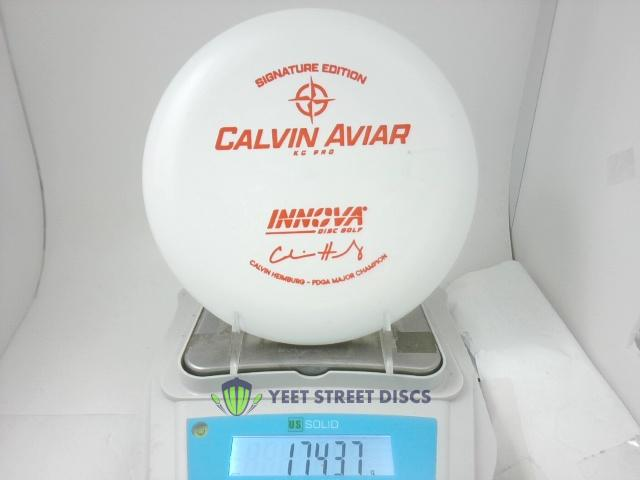 SIGNATURE EDITION
CALVIN AVIAR
KC PRO
INNOVA
DISC GOLF
CALVIN HEIMBURG - PDGA MAJOR CHAMPION
YEET STREET DISCS
US SOLID
174.37 g